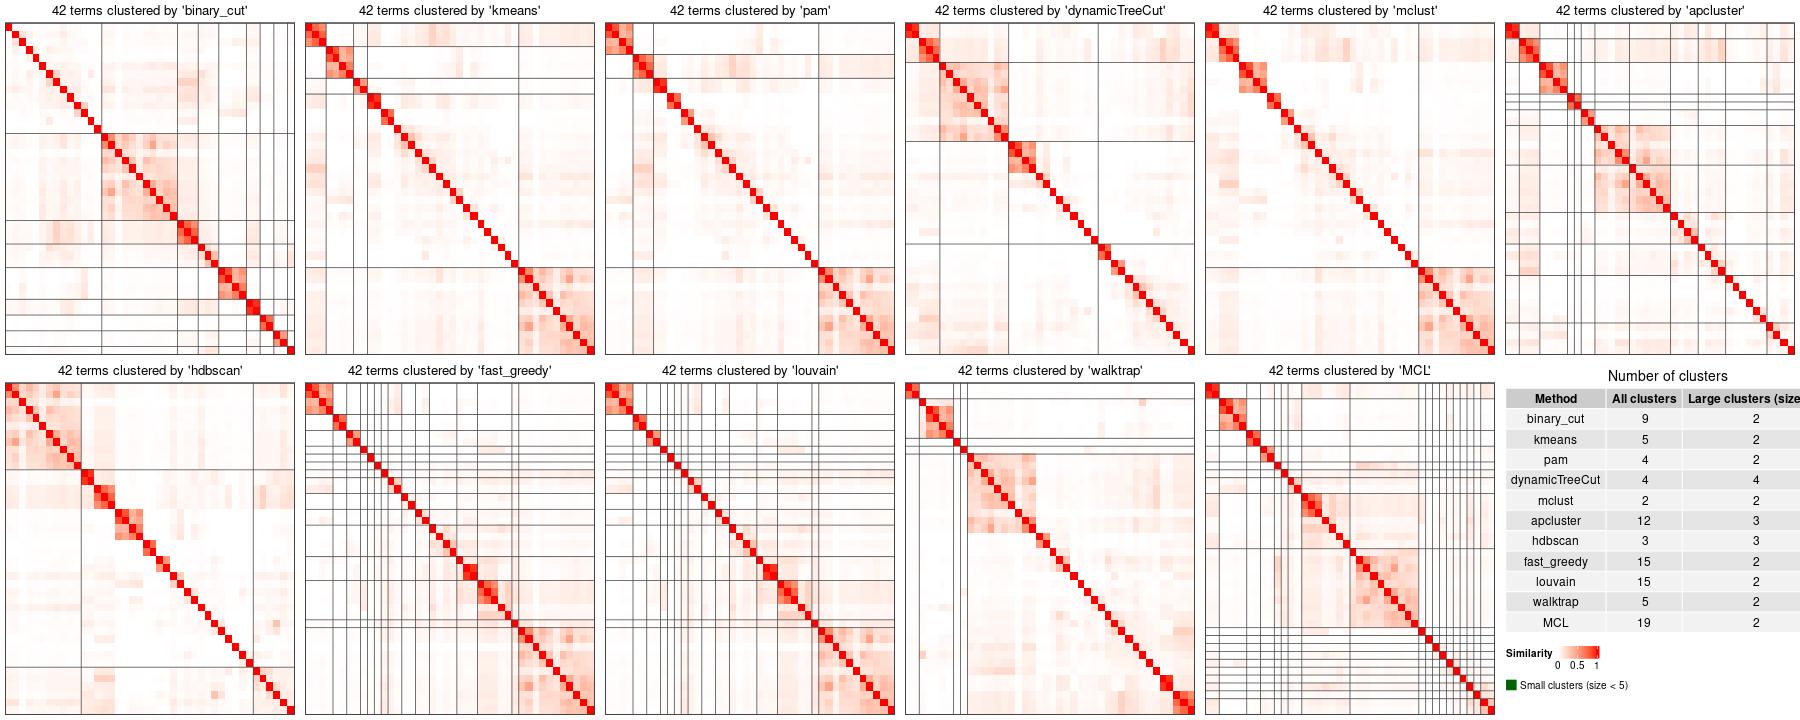 42 terms clustered by 'binary_cut'
42 terms clustered by 'kmeans'
42 terms clustered by 'pam'
42 terms clustered by 'dynamicTreeCut'
42 terms clustered by 'mclust'
42 terms clustered by 'apcluster'
42 terms clustered by 'hdbscan'
42 terms clustered by 'fast_greedy'
42 terms clustered by 'louvain'
42 terms clustered by 'walktrap'
42 terms clustered by 'MCL'
Number of clusters
Method All clusters Large clusters (size
binary_cut 9 2
kmeans 5 2
pam 4 2
dynamicTreeCut 4 4
mclust 2 2
apcluster 12 3
hdbscan 3 3
fast_greedy 15 2
louvain 15 2
walktrap 5 2
MCL 19 2
Similarity
0 0.5 1
Small clusters (size < 5)